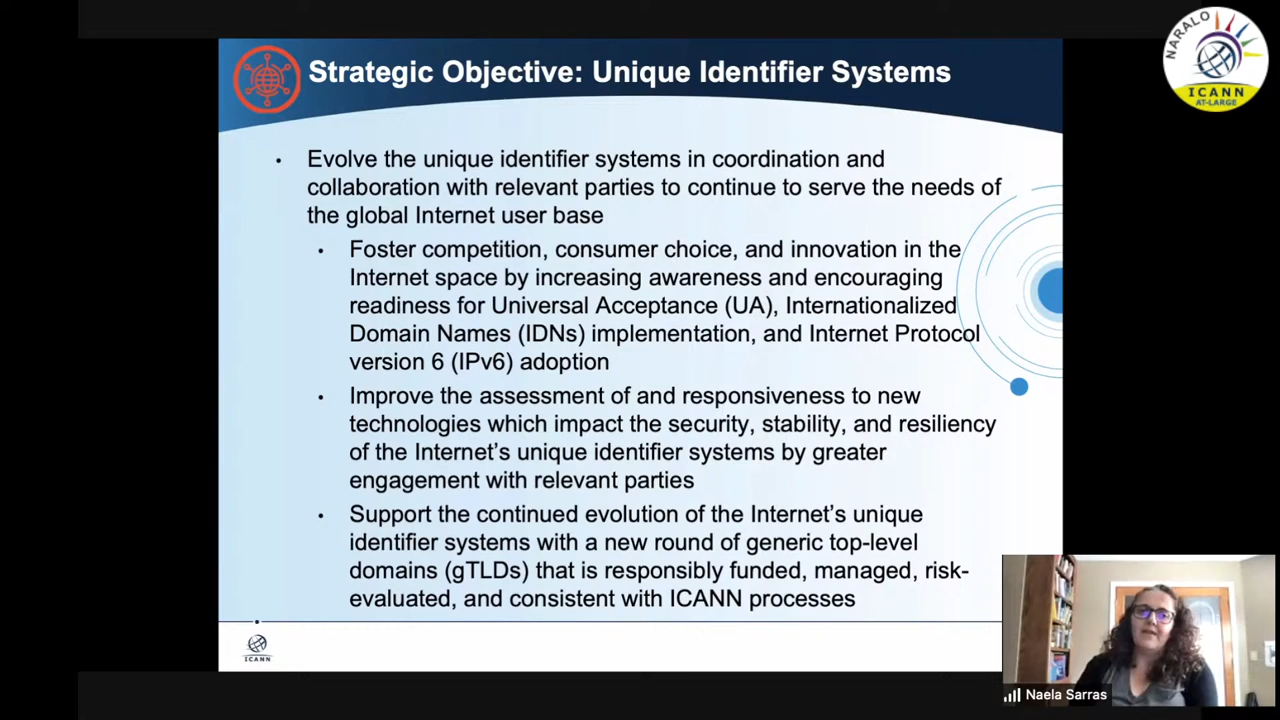 Strategic Objective: Unique Identifier Systems
NARALO
ICANN
AT-LARGE
• Evolve the unique identifier systems in coordination and
collaboration with relevant parties to continue to serve the needs of
the global Internet user base
• Foster competition, consumer choice, and innovation in the
Internet space by increasing awareness and encouraging
readiness for Universal Acceptance (UA), Internationalized
Domain Names (IDNs) implementation, and Internet Protocol
version 6 (IPv6) adoption
• Improve the assessment of and responsiveness to new
technologies which impact the security, stability, and resiliency
of the Internet’s unique identifier systems by greater
engagement with relevant parties
• Support the continued evolution of the Internet’s unique
identifier systems with a new round of generic top-level
domains (gTLDs) that is responsibly funded, managed, risk-
evaluated, and consistent with ICANN processes
ICANN
Naela Sarras